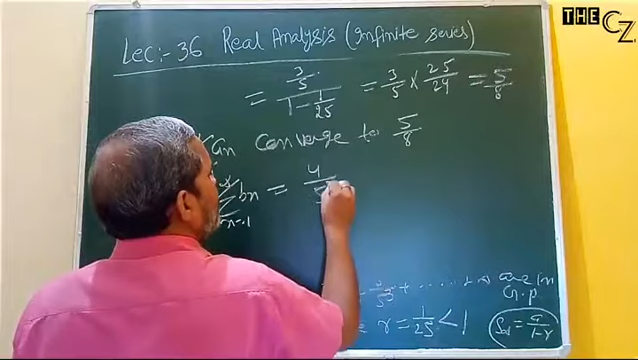 THE CZ
Lec:- 36 Real Analysis (Infinite series)
= 3/5 / 1 - 1/25 = 3/5 × 25/24 = 5/8
an converge to 5/8
∑ bn = 4/5
n=1
+ ...... + ∞ are in G.P
r = 1/25 < 1
S∞ = a/1-r